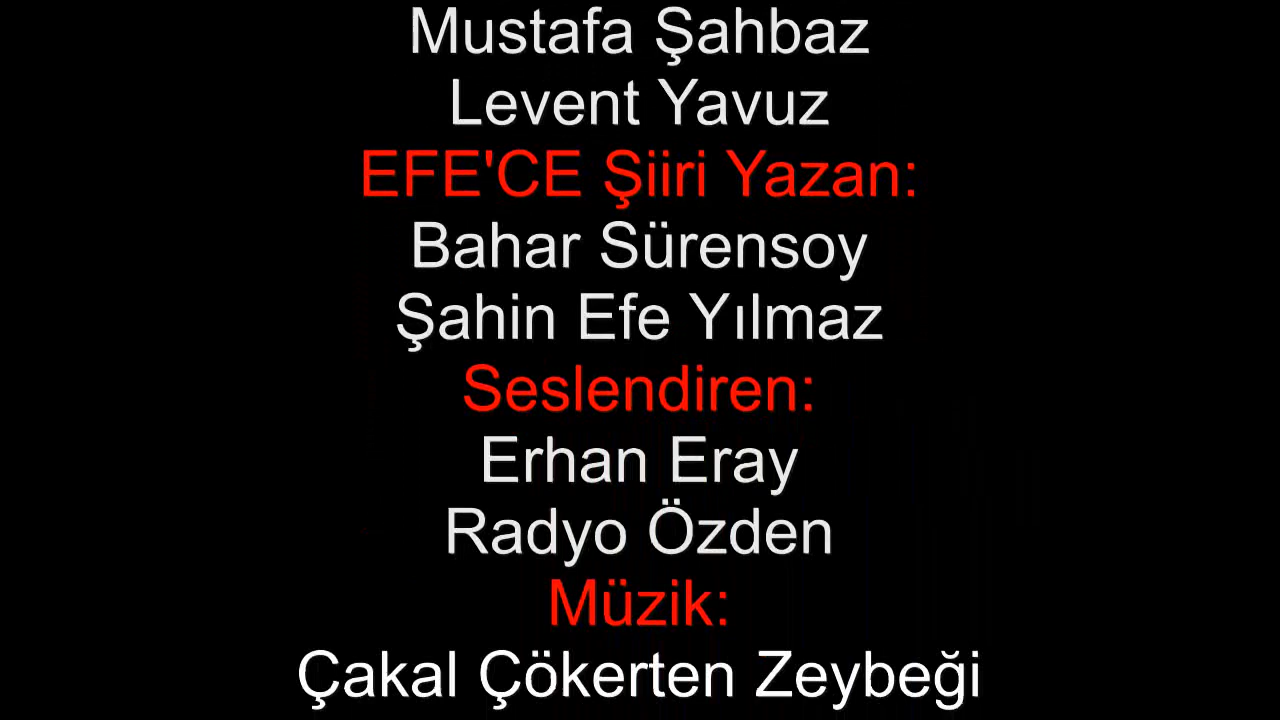 Mustafa Şahbaz
Levent Yavuz
EFE'CE Şiiri Yazan:
Bahar Sürensoy
Şahin Efe Yılmaz
Seslendiren:
Erhan Eray
Radyo Özden
Müzik:
Çakal Çökerten Zeybeği